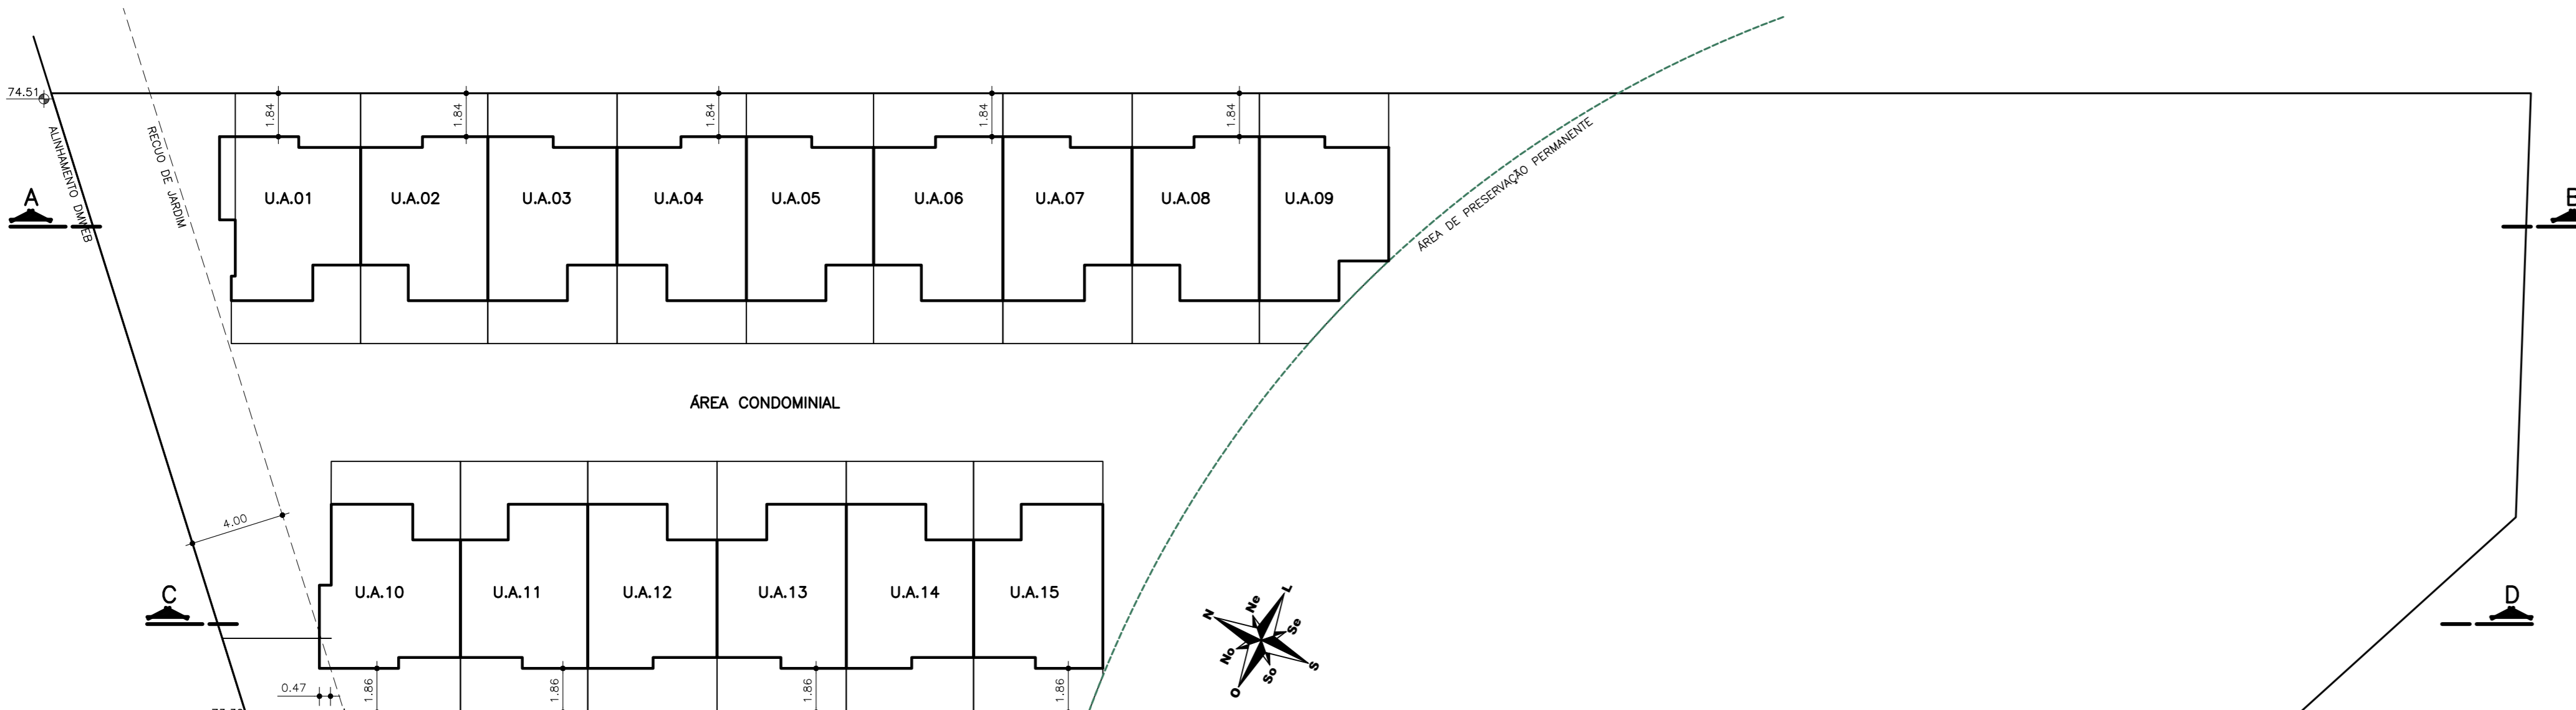 74.51
ALINHAMENTO DMWEB
RECUO DE JARDIM
1.84
1.84
1.84
1.84
1.84
ÁREA DE PRESERVAÇÃO PERMANENTE
A
B
U.A.01
U.A.02
U.A.03
U.A.04
U.A.05
U.A.06
U.A.07
U.A.08
U.A.09
ÁREA CONDOMINIAL
4.00
C
D
U.A.10
U.A.11
U.A.12
U.A.13
U.A.14
U.A.15
N
Ne
L
Se
S
So
O
No
0.47
1.86
1.86
1.86
1.86